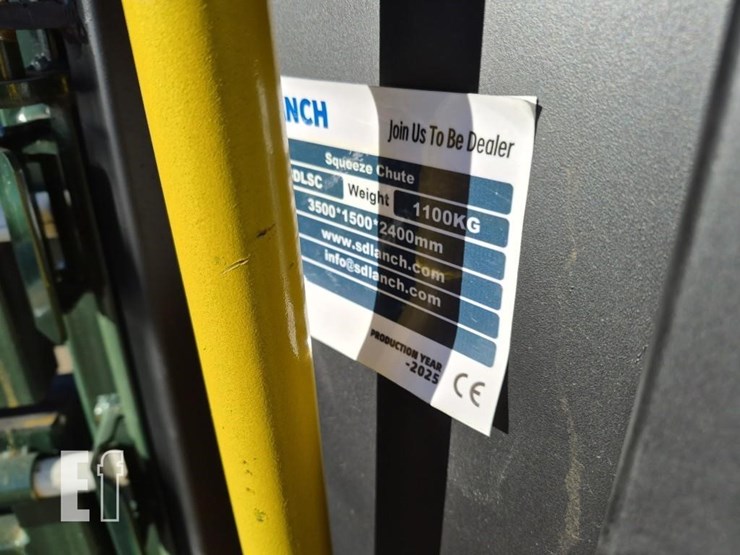 NCH
Join Us To Be Dealer
Squeeze Chute
DLSC Weight 1100KG
3500*1500*2400mm
www.sdlanch.com
info@sdlanch.com
PRODUCTION YEAR
-2025
CE
Ef